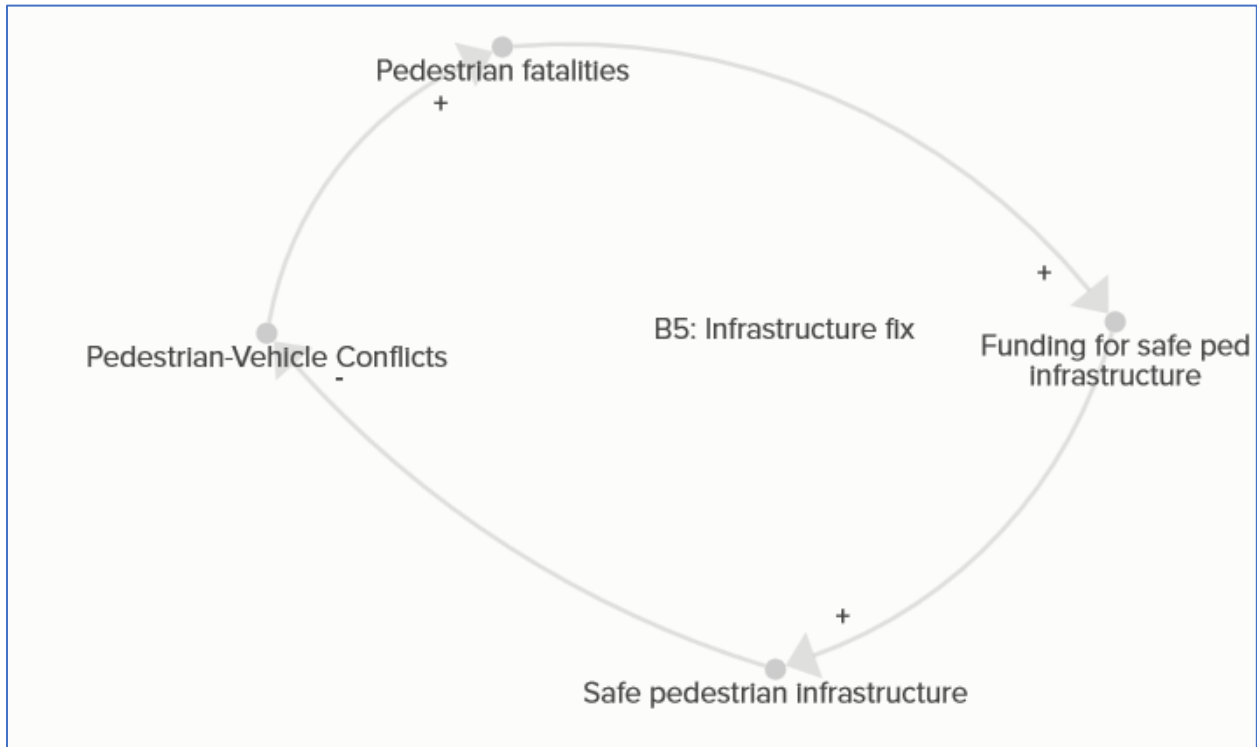 Pedestrian fatalities
+
+
B5: Infrastructure fix
Funding for safe ped
infrastructure
Pedestrian-Vehicle Conflicts
-
+
Safe pedestrian infrastructure